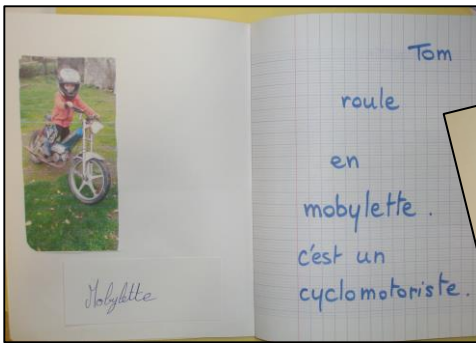 Mobylette
Tom
roule
en
mobylette.
c'est un
cyclomotoriste.